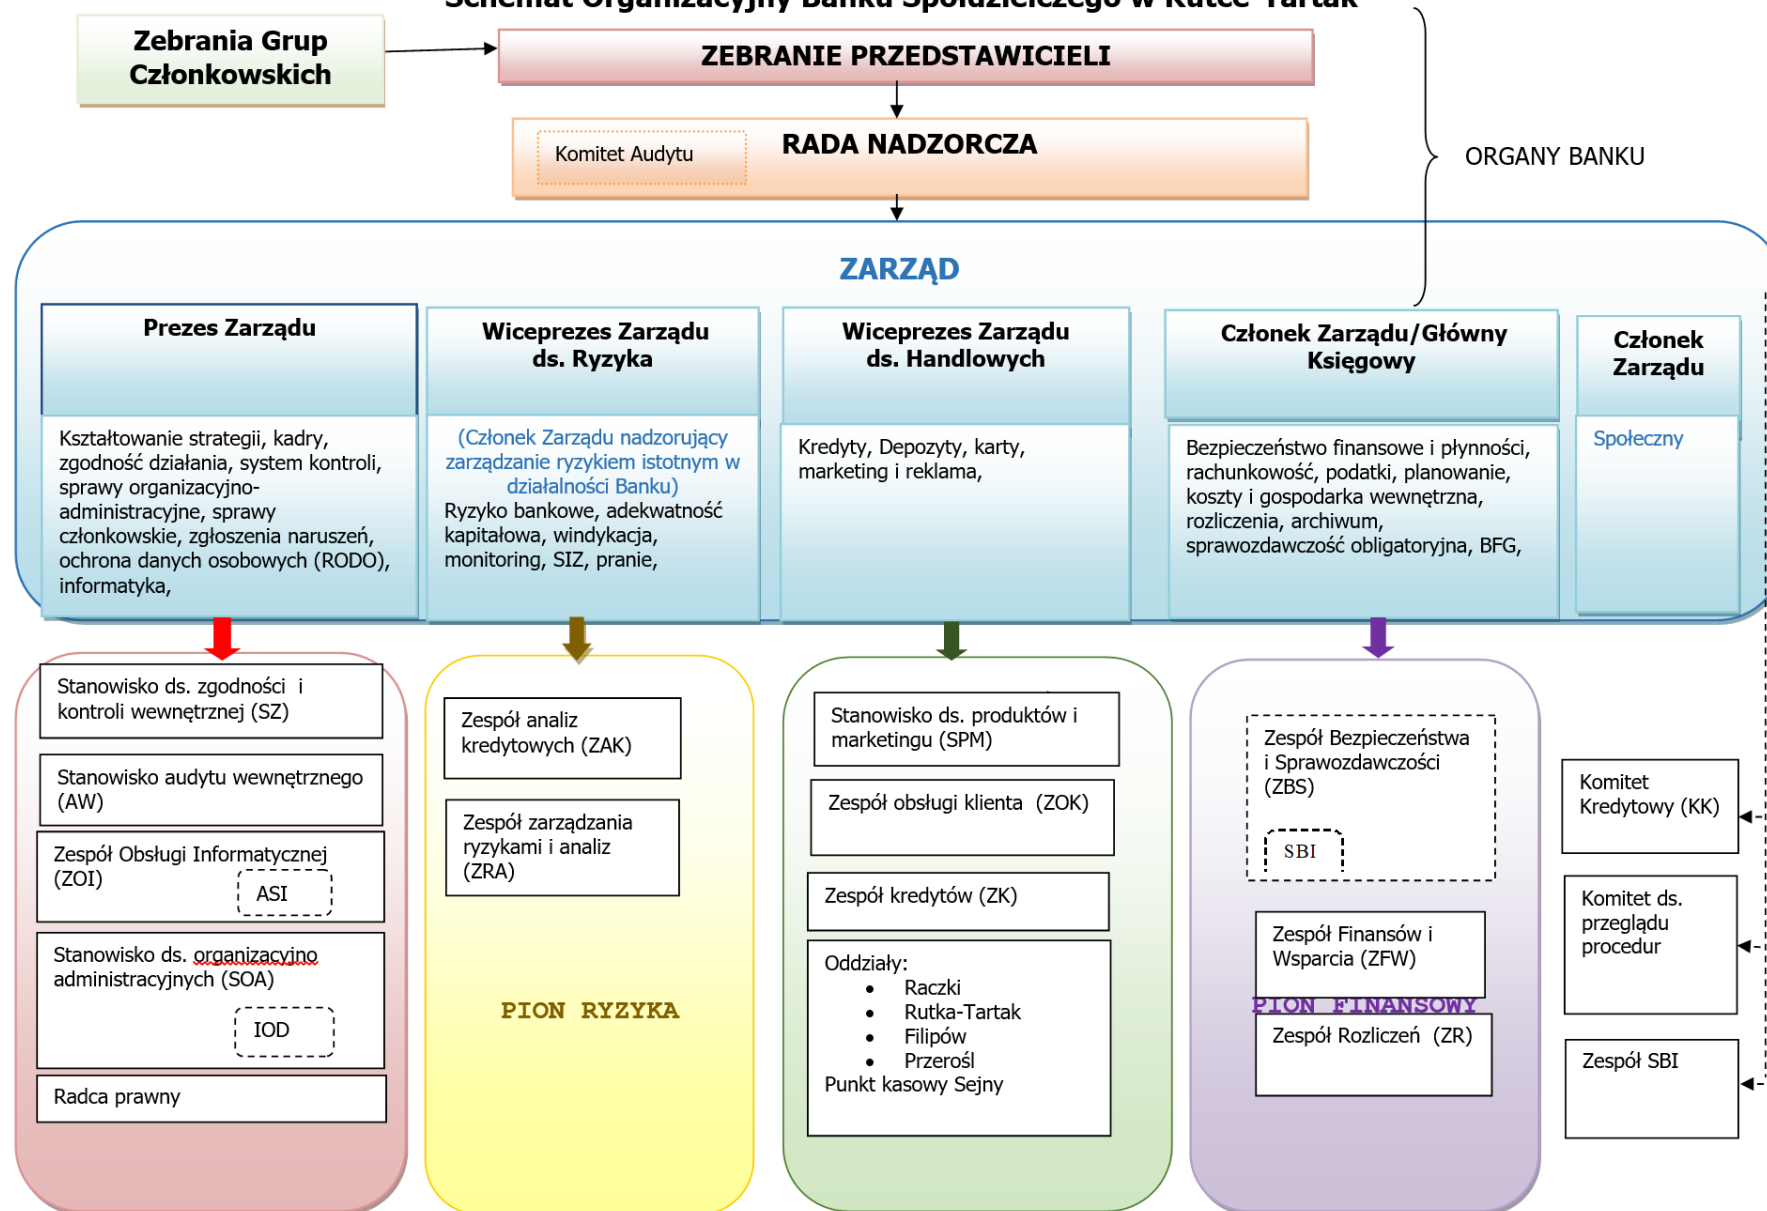 Schemat Organizacyjny Banku Spółdzielczego w Rutce-Tartak
Zebrania Grup
Członkowskich
ZEBRANIE PRZEDSTAWICIELI
RADA NADZORCZA
Komitet Audytu
ORGANY BANKU
ZARZĄD
Prezes Zarządu
Kształtowanie strategii, kadry,
zgodność działania, system kontroli,
sprawy organizacyjno-
administracyjne, sprawy
członkowskie, zgłoszenia naruszeń,
ochrona danych osobowych (RODO),
informatyka,
Wiceprezes Zarządu
ds. Ryzyka
(Członek Zarządu nadzorujący
zarządzanie ryzykiem istotnym w
działalności Banku)
Ryzyko bankowe, adekwatność
kapitałowa, windykacja,
monitoring, SIZ, pranie,
Wiceprezes Zarządu
ds. Handlowych
Kredyty, Depozyty, karty,
marketing i reklama,
Członek Zarządu/Główny
Księgowy
Bezpieczeństwo finansowe i płynności,
rachunkowość, podatki, planowanie,
koszty i gospodarka wewnętrzna,
rozliczenia, archiwum,
sprawozdawczość obligatoryjna, BFG,
Członek
Zarządu
Społeczny
Stanowisko ds. zgodności i
kontroli wewnętrznej (SZ)
Stanowisko audytu wewnętrznego
(AW)
Zespół Obsługi Informatycznej
(ZOI)
ASI
Stanowisko ds. organizacyjno
administracyjnych (SOA)
IOD
Radca prawny
Zespół analiz
kredytowych (ZAK)
Zespół zarządzania
ryzykami i analiz
(ZRA)
PION RYZYKA
Stanowisko ds. produktów i
marketingu (SPM)
Zespół obsługi klienta (ZOK)
Zespół kredytów (ZK)
Oddziały:
• Raczki
• Rutka-Tartak
• Filipów
• Przerośl
Punkt kasowy Sejny
Zespół Bezpieczeństwa
i Sprawozdawczości
(ZBS)
SBI
Zespół Finansów i
Wsparcia (ZFW)
PION FINANSOWY
Zespół Rozliczeń (ZR)
Komitet
Kredytowy (KK)
Komitet ds.
przeglądu
procedur
Zespół SBI